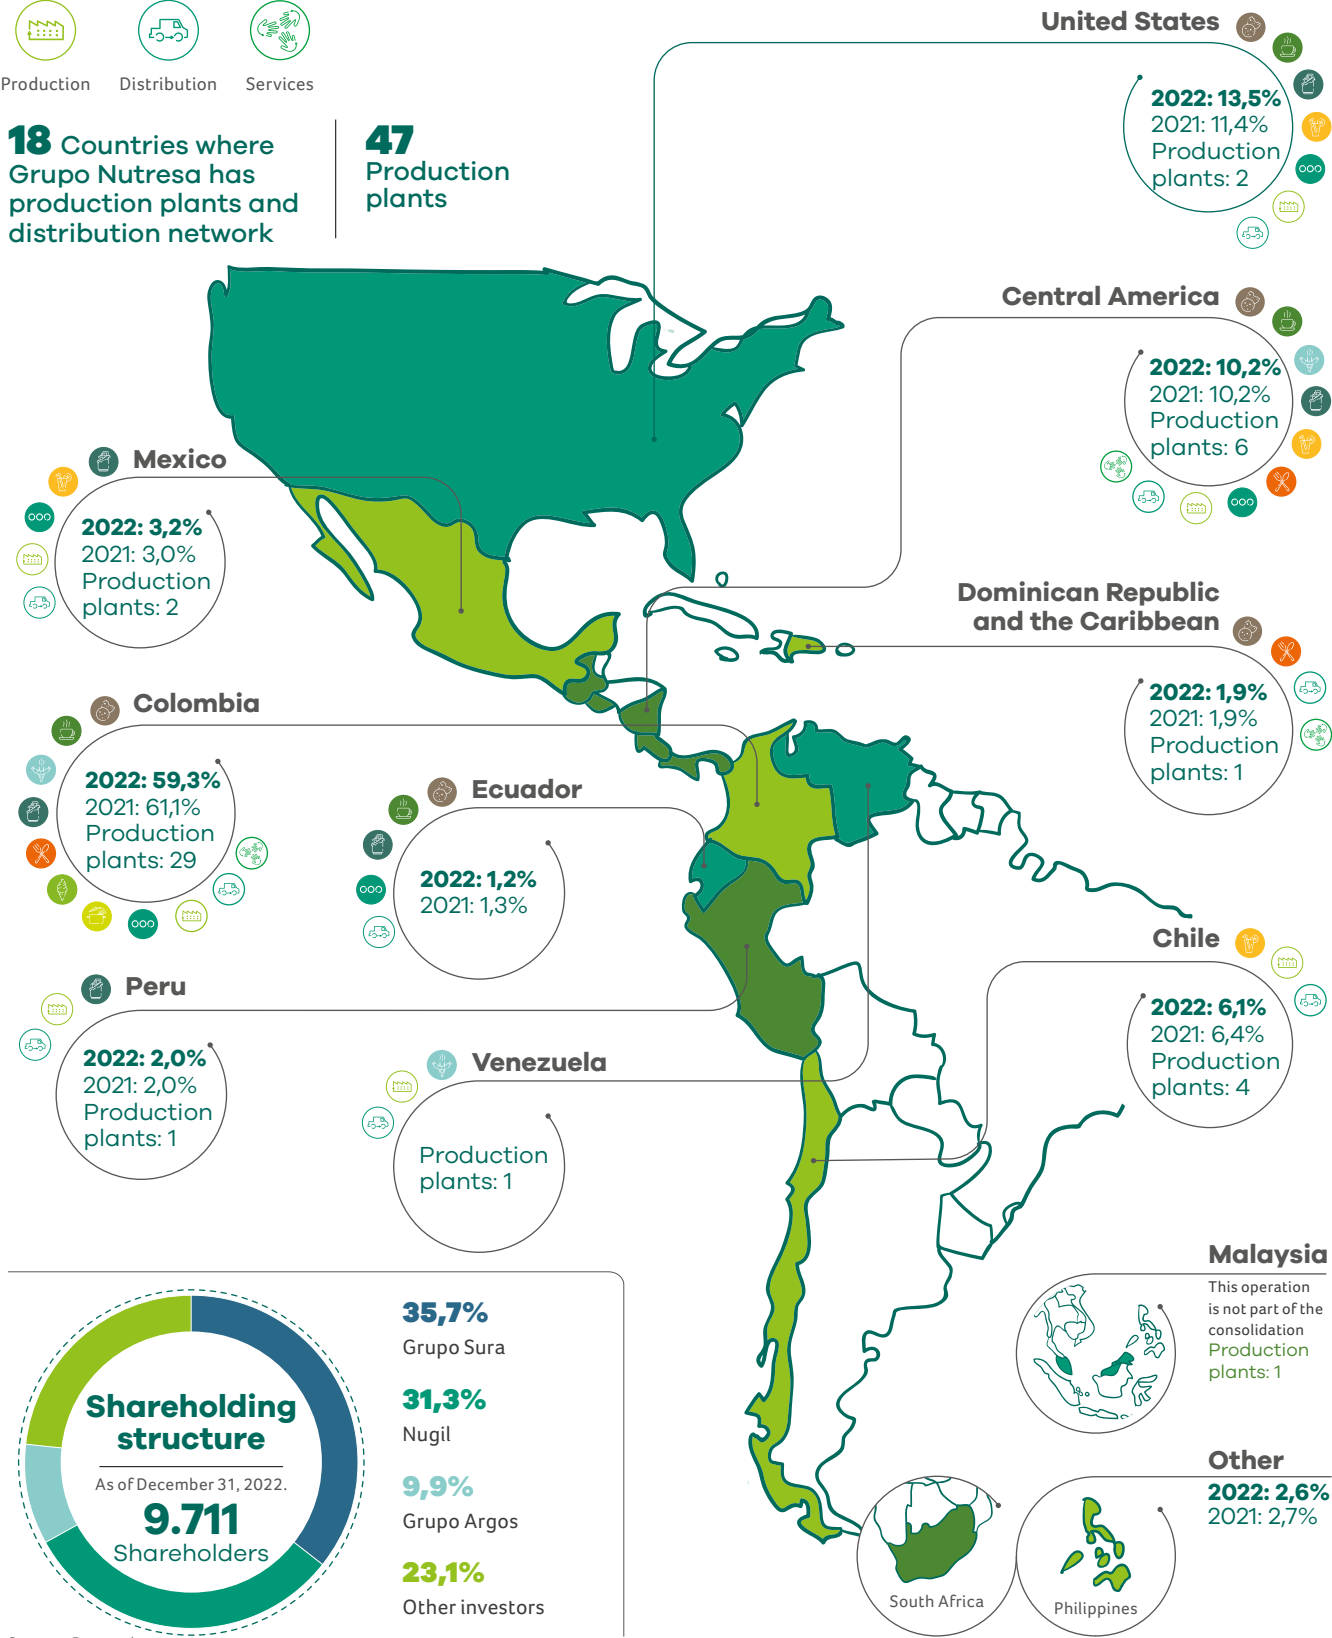 Production
Distribution
Services
18 Countries where
Grupo Nutresa has
production plants and
distribution network
47
Production
plants
United States
2022: 13,5%
2021: 11,4%
Production
plants: 2
Central America
2022: 10,2%
2021: 10,2%
Production
plants: 6
Mexico
2022: 3,2%
2021: 3,0%
Production
plants: 2
Dominican Republic
and the Caribbean
2022: 1,9%
2021: 1,9%
Production
plants: 1
Colombia
2022: 59,3%
2021: 61,1%
Production
plants: 29
Ecuador
2022: 1,2%
2021: 1,3%
Chile
2022: 6,1%
2021: 6,4%
Production
plants: 4
Peru
2022: 2,0%
2021: 2,0%
Production
plants: 1
Venezuela
Production
plants: 1
Malaysia
This operation
is not part of the
consolidation
Production
plants: 1
Other
2022: 2,6%
2021: 2,7%
South Africa
Philippines
Shareholding
structure
As of December 31, 2022.
9.711
Shareholders
35,7%
Grupo Sura
31,3%
Nugil
9,9%
Grupo Argos
23,1%
Other investors